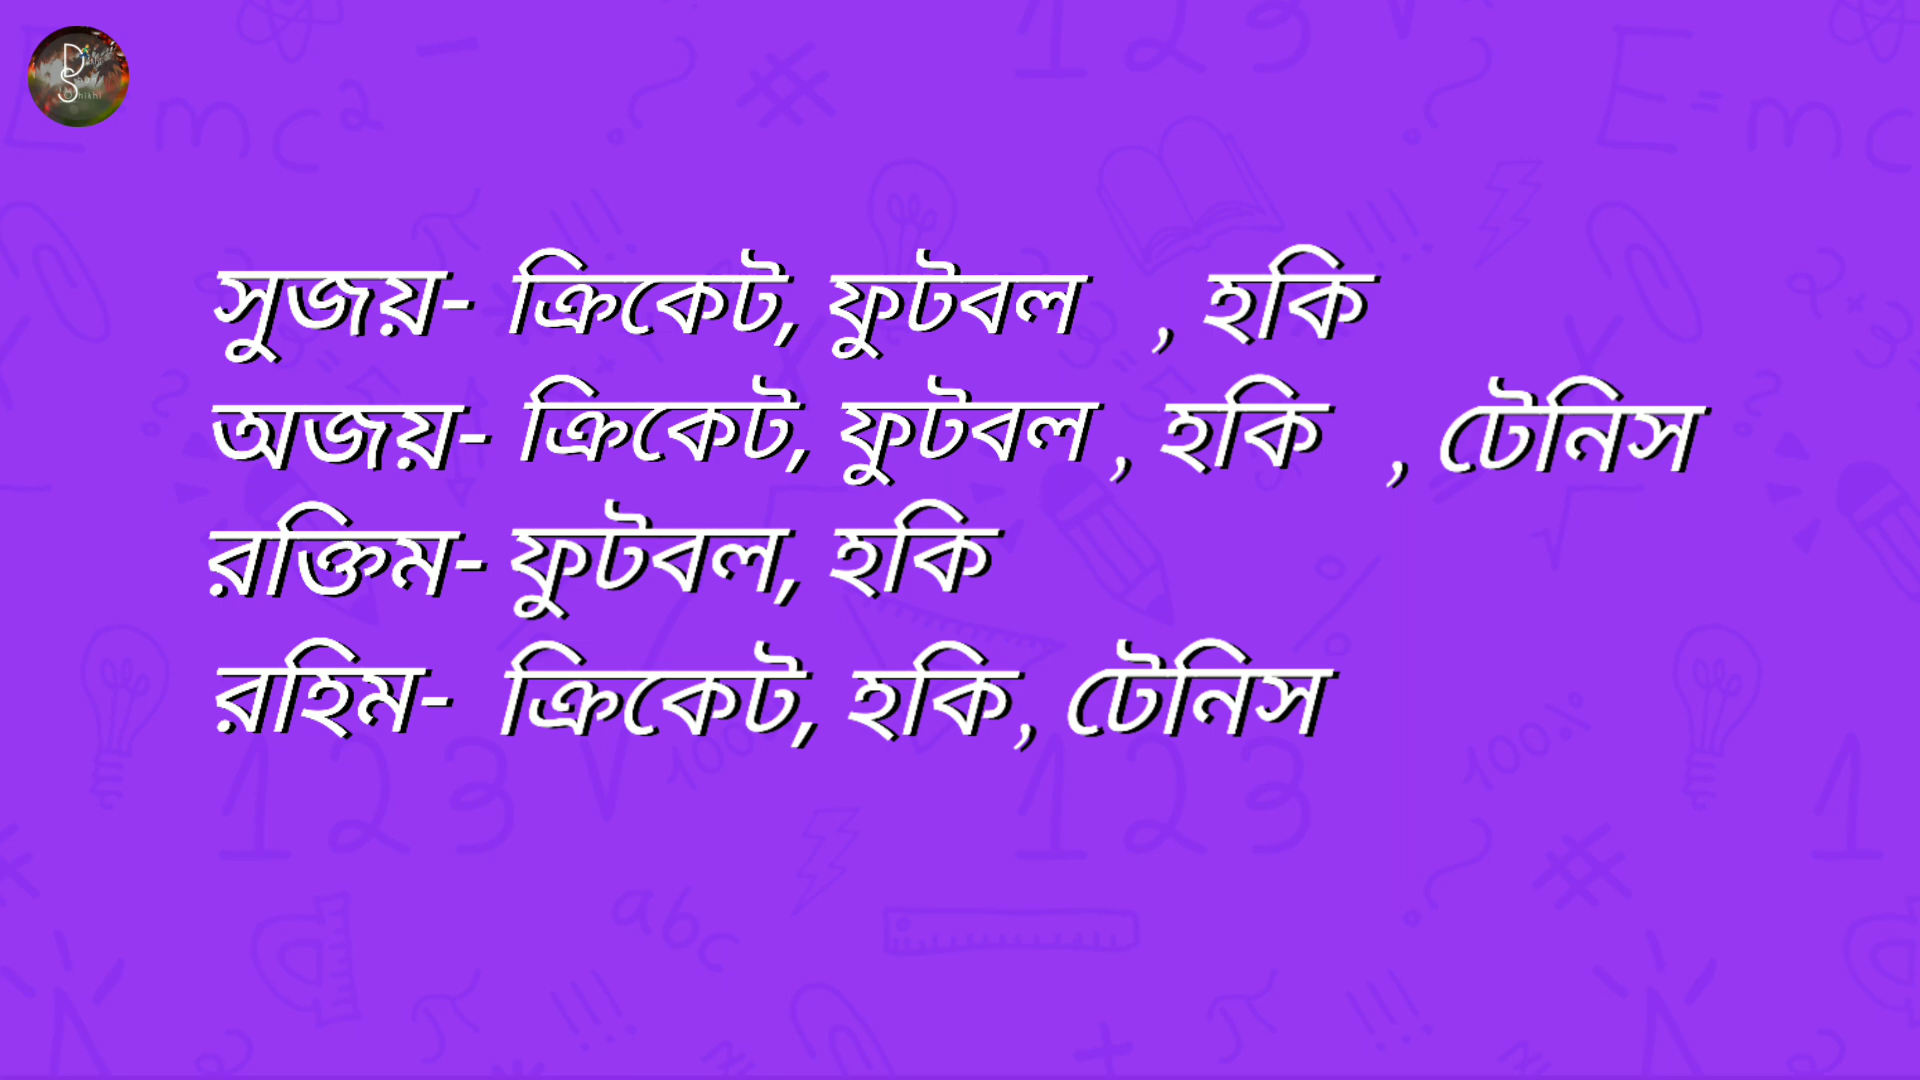 সুজয়- ক্রিকেট, ফুটবল , হকি
অজয়- ক্রিকেট, ফুটবল , হকি , টেনিস
রক্তিম- ফুটবল, হকি
রহিম- ক্রিকেট, হকি, টেনিস